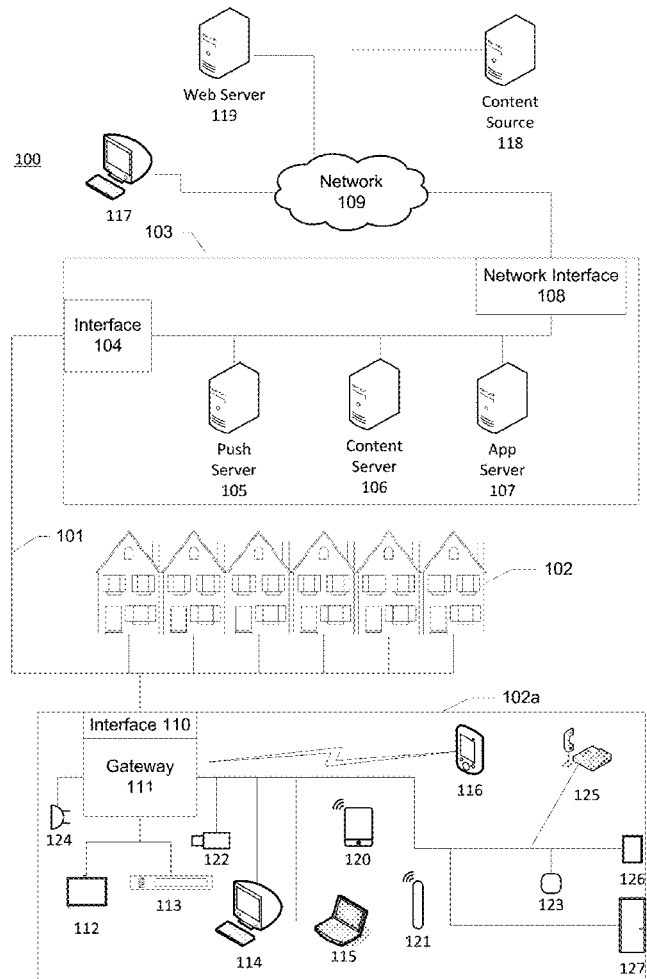 Web Server
119
Content
Source
118
100
117
Network
109
103
Network Interface
108
Interface
104
Push
Server
105
Content
Server
106
App
Server
107
101
102
102a
Interface 110
Gateway
111
116
125
124
122
120
126
112
113
123
114
115
121
127